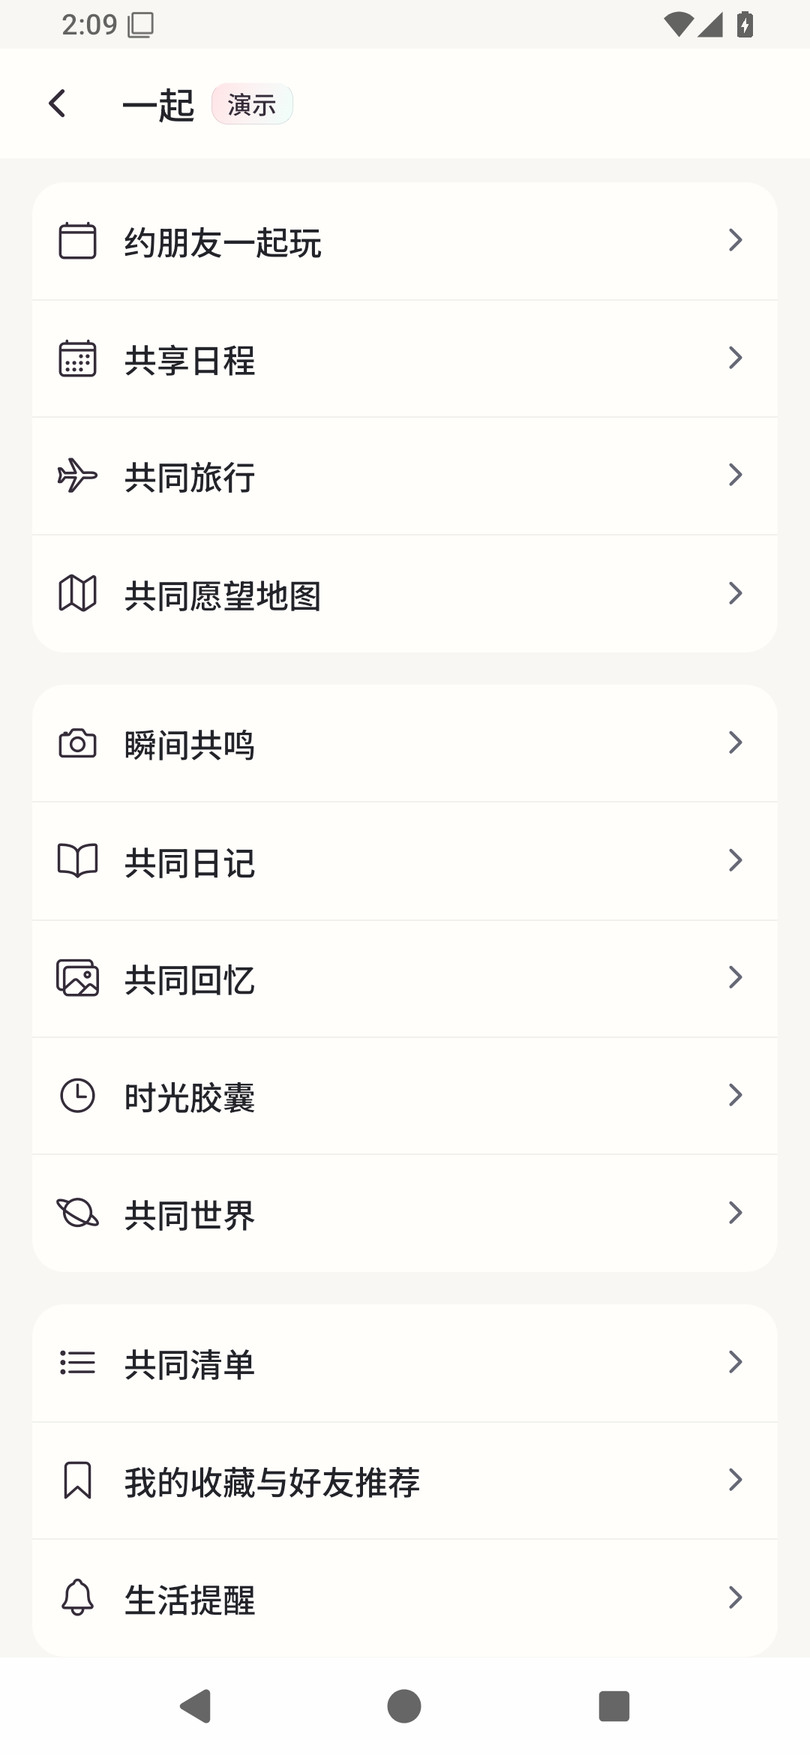 2:09
一起 演示
约朋友一起玩
共享日程
共同旅行
共同愿望地图
瞬间共鸣
共同日记
共同回忆
时光胶囊
共同世界
共同清单
我的收藏与好友推荐
生活提醒